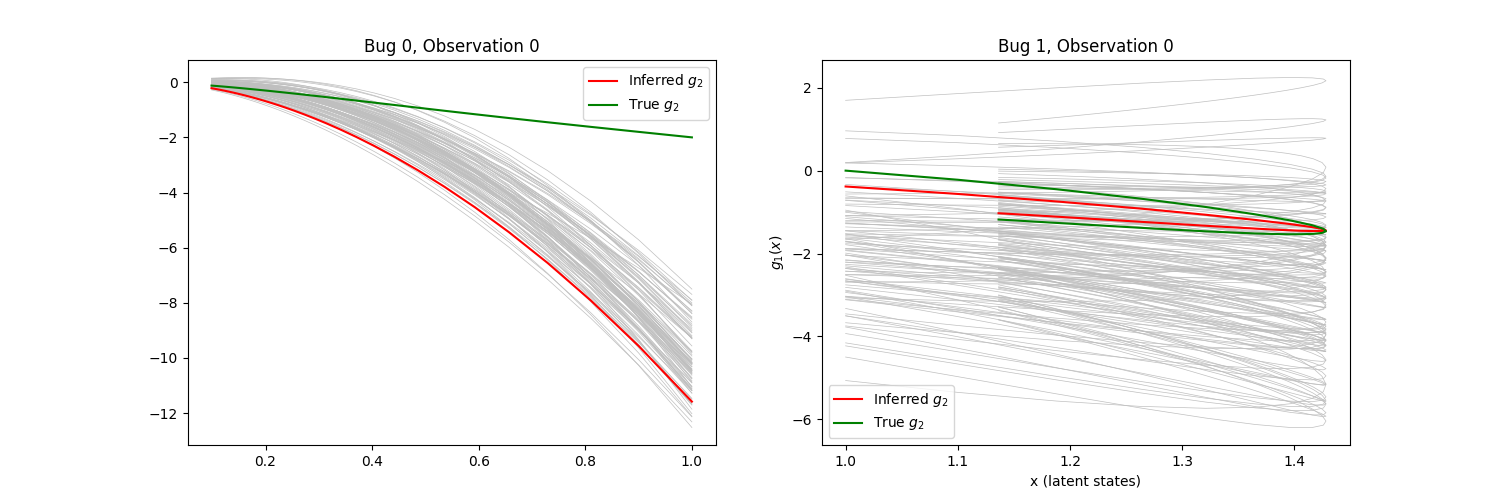 Bug 0, Observation 0
Inferred g₂
True g₂
0
−2
−4
−6
−8
−10
−12
0.2
0.4
0.6
0.8
1.0
Bug 1, Observation 0
g₁(x)
2
0
−2
−4
−6
Inferred g₂
True g₂
1.0
1.1
1.2
1.3
1.4
x (latent states)